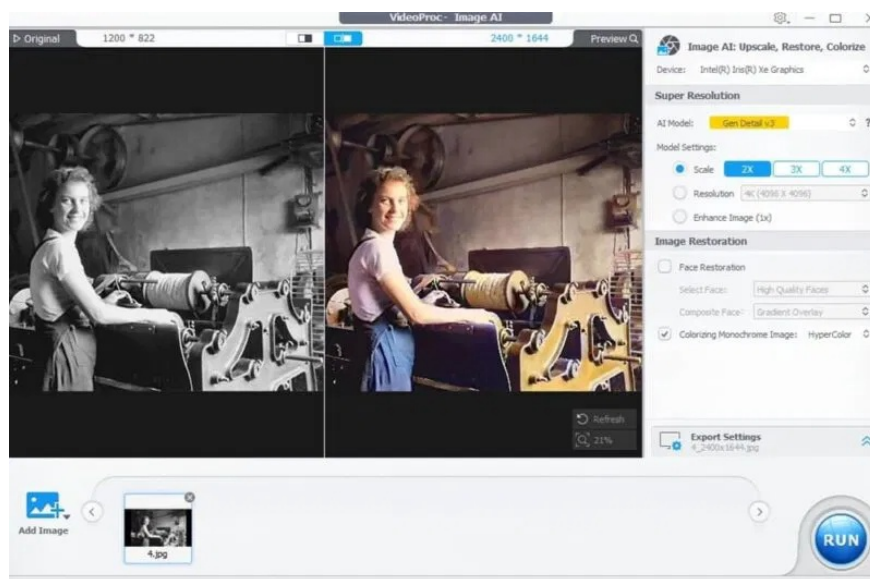 VideoProc- Image AI
Original
1200 * 822
2400 * 1644
Preview
Image AI: Upscale, Restore, Colorize
Device: Intel(R) Iris(R) Xe Graphics
Super Resolution
AI Model: Gen Detail v3 ?
Model Settings:
Scale 2X 3X 4X
Resolution 4K (4096 X 4096)
Enhance Image (1x)
Image Restoration
Face Restoration
Select Face: High Quality Faces
Composite Face: Gradient Overlay
Colorizing Monochrome Image: HyperColor
Refresh
21%
Export Settings
4_2400x1644.jpg
Add Image
4.jpg
RUN